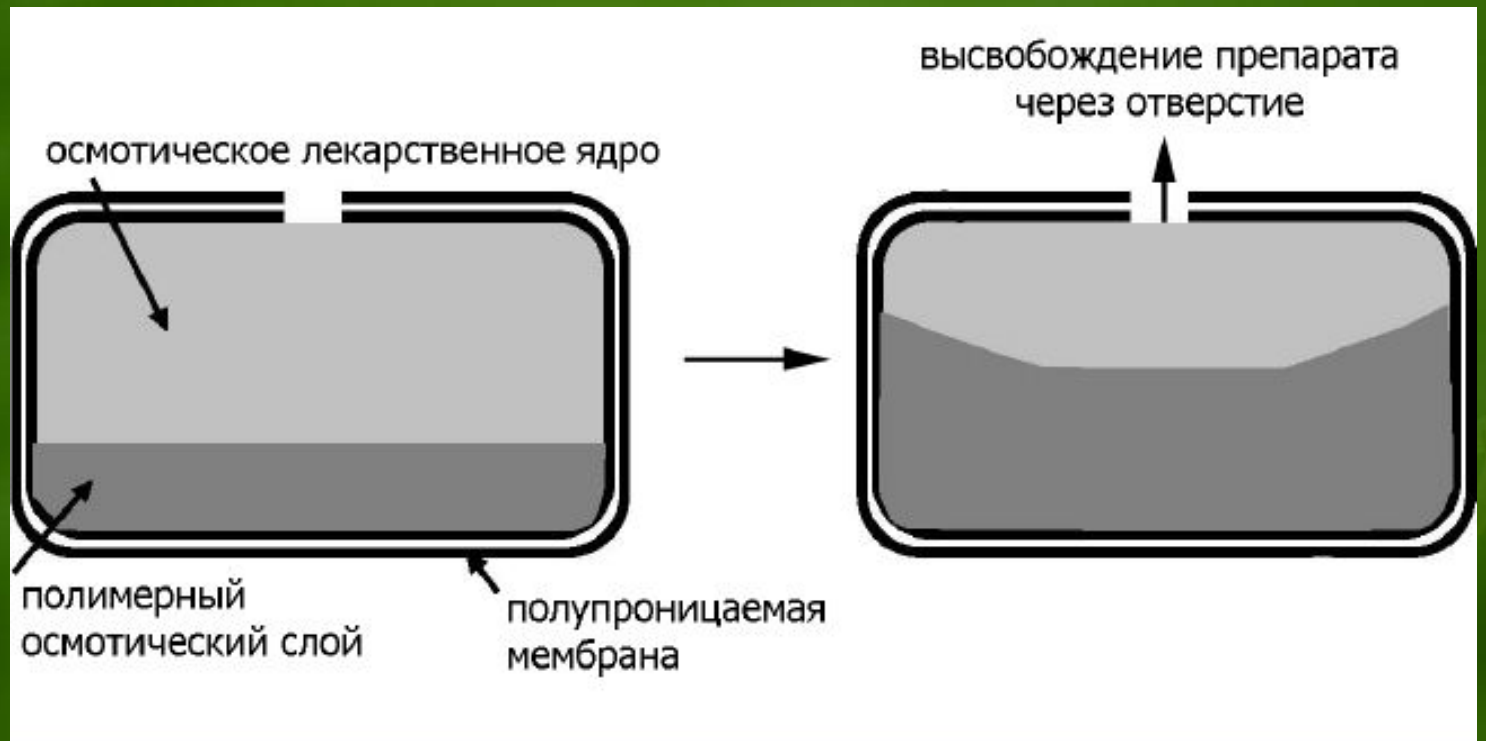 высвобождение препарата
через отверстие
осмотическое лекарственное ядро
полимерный
осмотический слой
полупроницаемая
мембрана